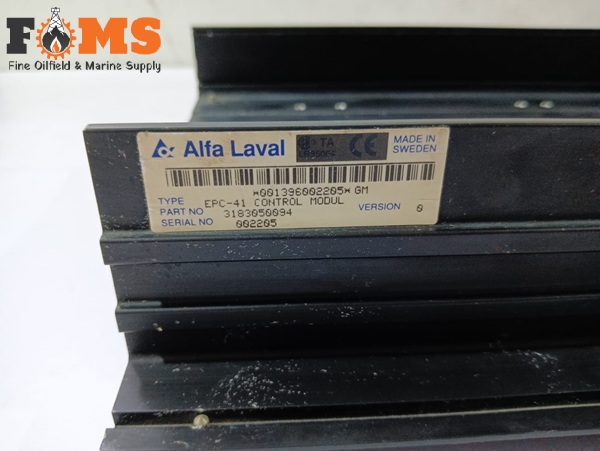 FOMS
Fine Oilfield & Marine Supply
Alfa Laval
TA
CE
MADE IN
SWEDEN
*001396002205* GM
TYPE EPC-41 CONTROL MODUL
PART NO 3183050094 VERSION 0
SERIAL NO 002205